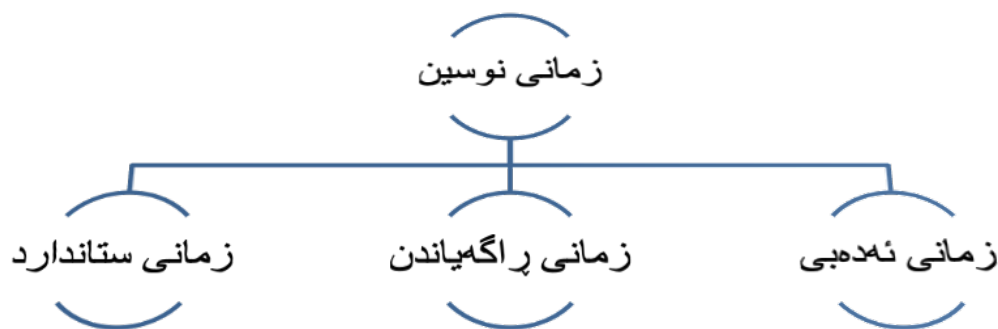 زمانی نوسین
زمانی ئەدەبی
زمانی ڕاگەیاندن
زمانی ستاندارد